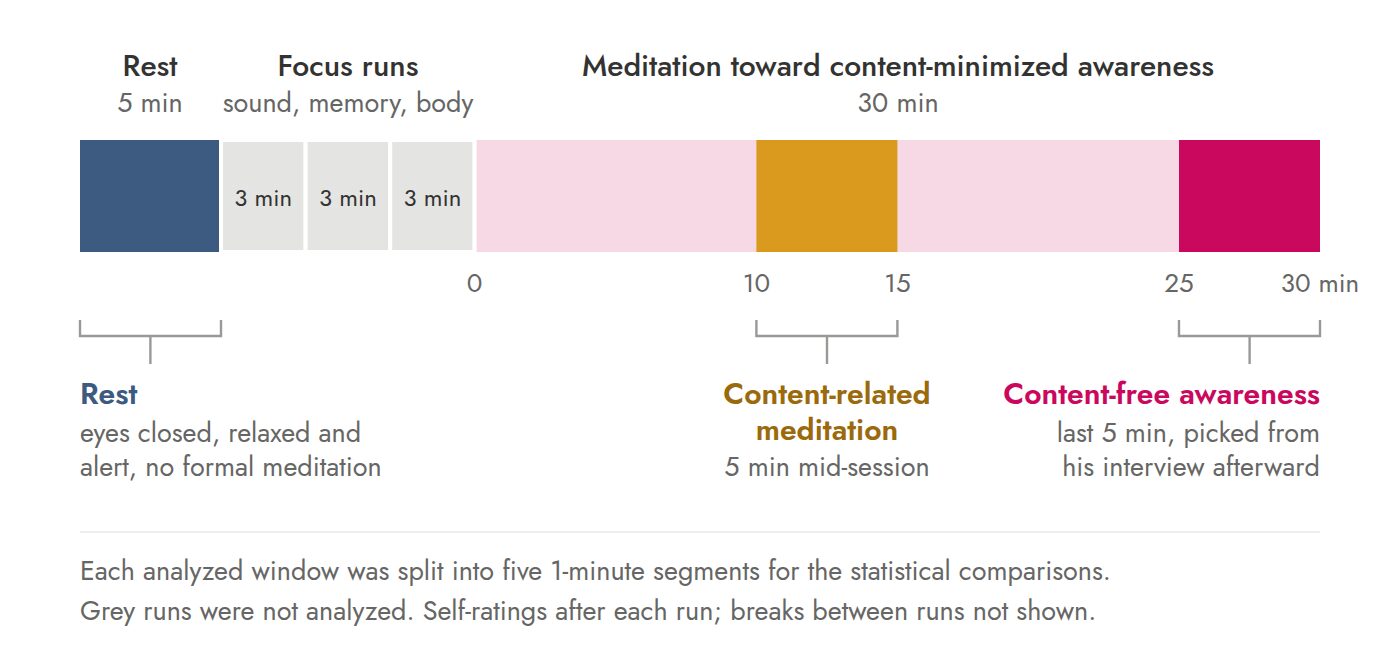 Rest
5 min
Focus runs
sound, memory, body
Meditation toward content-minimized awareness
30 min
3 min
3 min
3 min
0
10
15
25
30 min
Rest
eyes closed, relaxed and
alert, no formal meditation
Content-related
meditation
5 min mid-session
Content-free awareness
last 5 min, picked from
his interview afterward
Each analyzed window was split into five 1-minute segments for the statistical comparisons.
Grey runs were not analyzed. Self-ratings after each run; breaks between runs not shown.